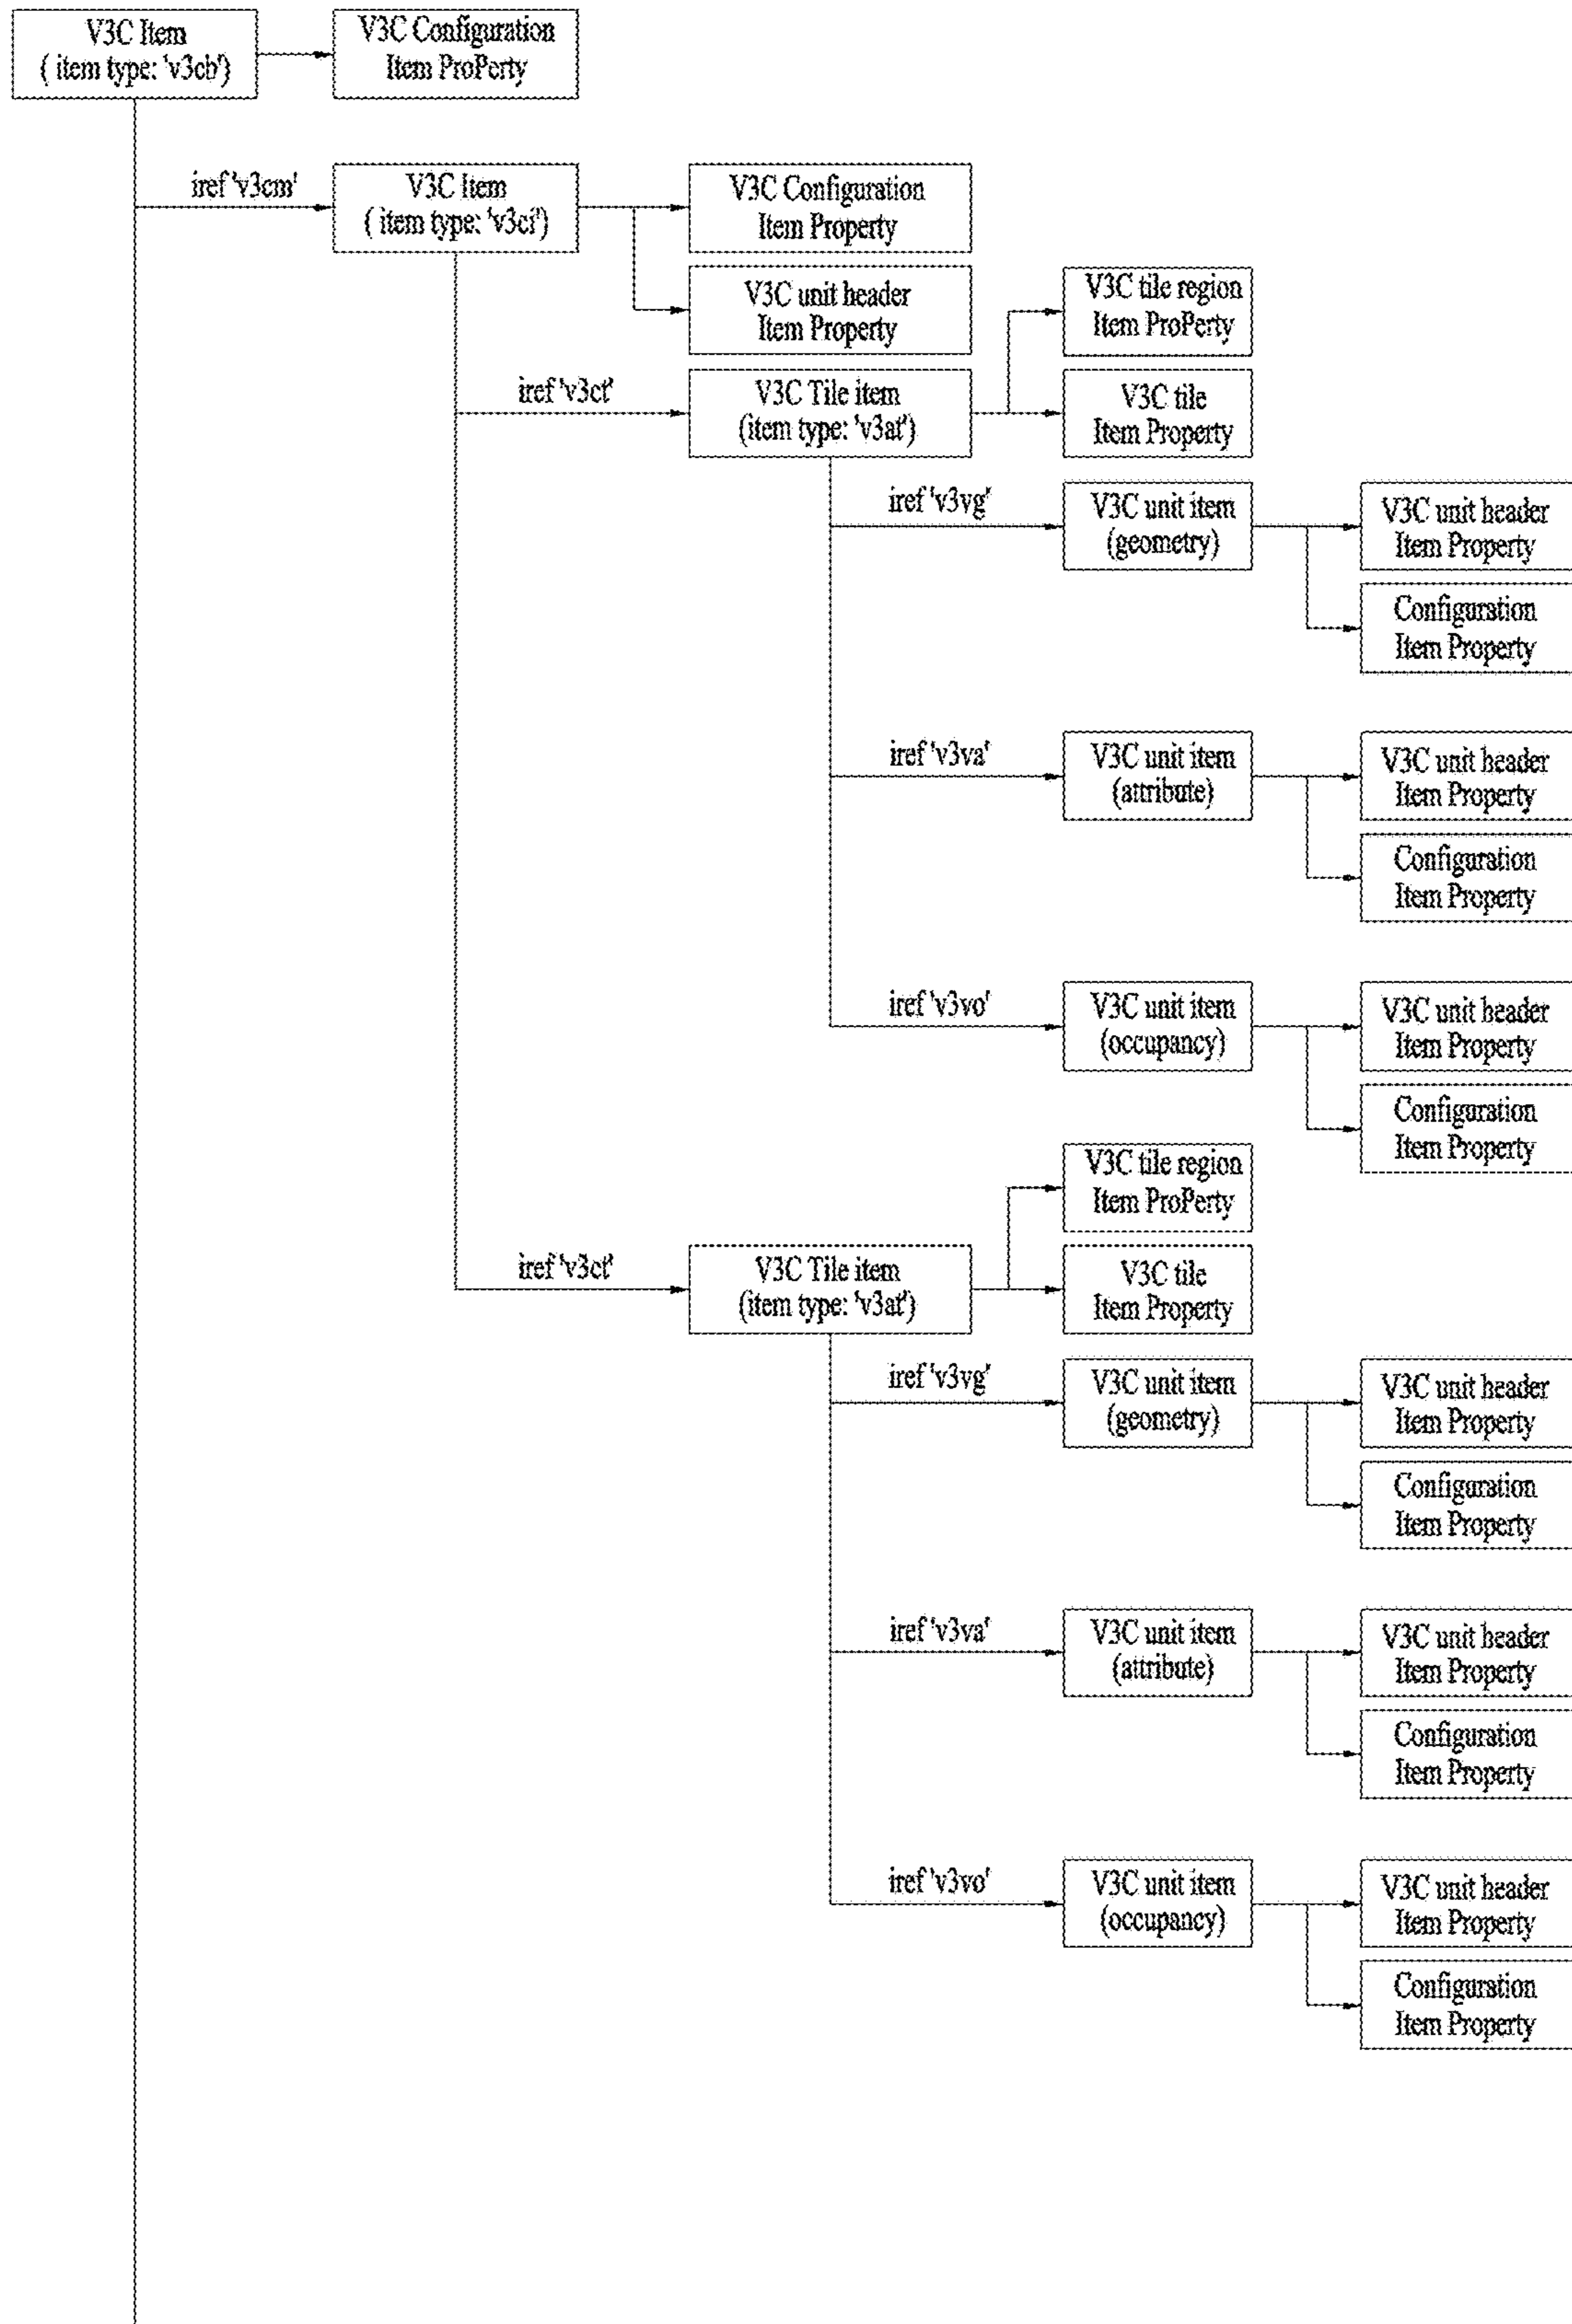 V3C Item
( item type: 'v3cb')
V3C Configuration
Item ProPerty
iref 'v3cm'
V3C Item
( item type: 'v3ci')
V3C Configuration
Item Property
V3C unit header
Item Property
iref 'v3ct'
V3C Tile item
(item type: 'v3at')
V3C tile region
Item ProPerty
V3C tile
Item Property
iref 'v3vg'
V3C unit item
(geometry)
V3C unit header
Item Property
Configuration
Item Property
iref 'v3va'
V3C unit item
(attribute)
V3C unit header
Item Property
Configuration
Item Property
iref 'v3vo'
V3C unit item
(occupancy)
V3C unit header
Item Property
Configuration
Item Property
iref 'v3ct'
V3C Tile item
(item type: 'v3at')
V3C tile region
Item ProPerty
V3C tile
Item Property
iref 'v3vg'
V3C unit item
(geometry)
V3C unit header
Item Property
Configuration
Item Property
iref 'v3va'
V3C unit item
(attribute)
V3C unit header
Item Property
Configuration
Item Property
iref 'v3vo'
V3C unit item
(occupancy)
V3C unit header
Item Property
Configuration
Item Property